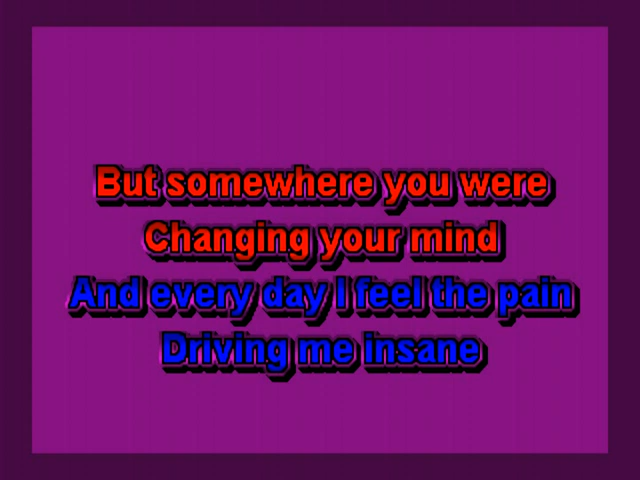 But somewhere you were
Changing your mind
And every day I feel the pain
Driving me insane